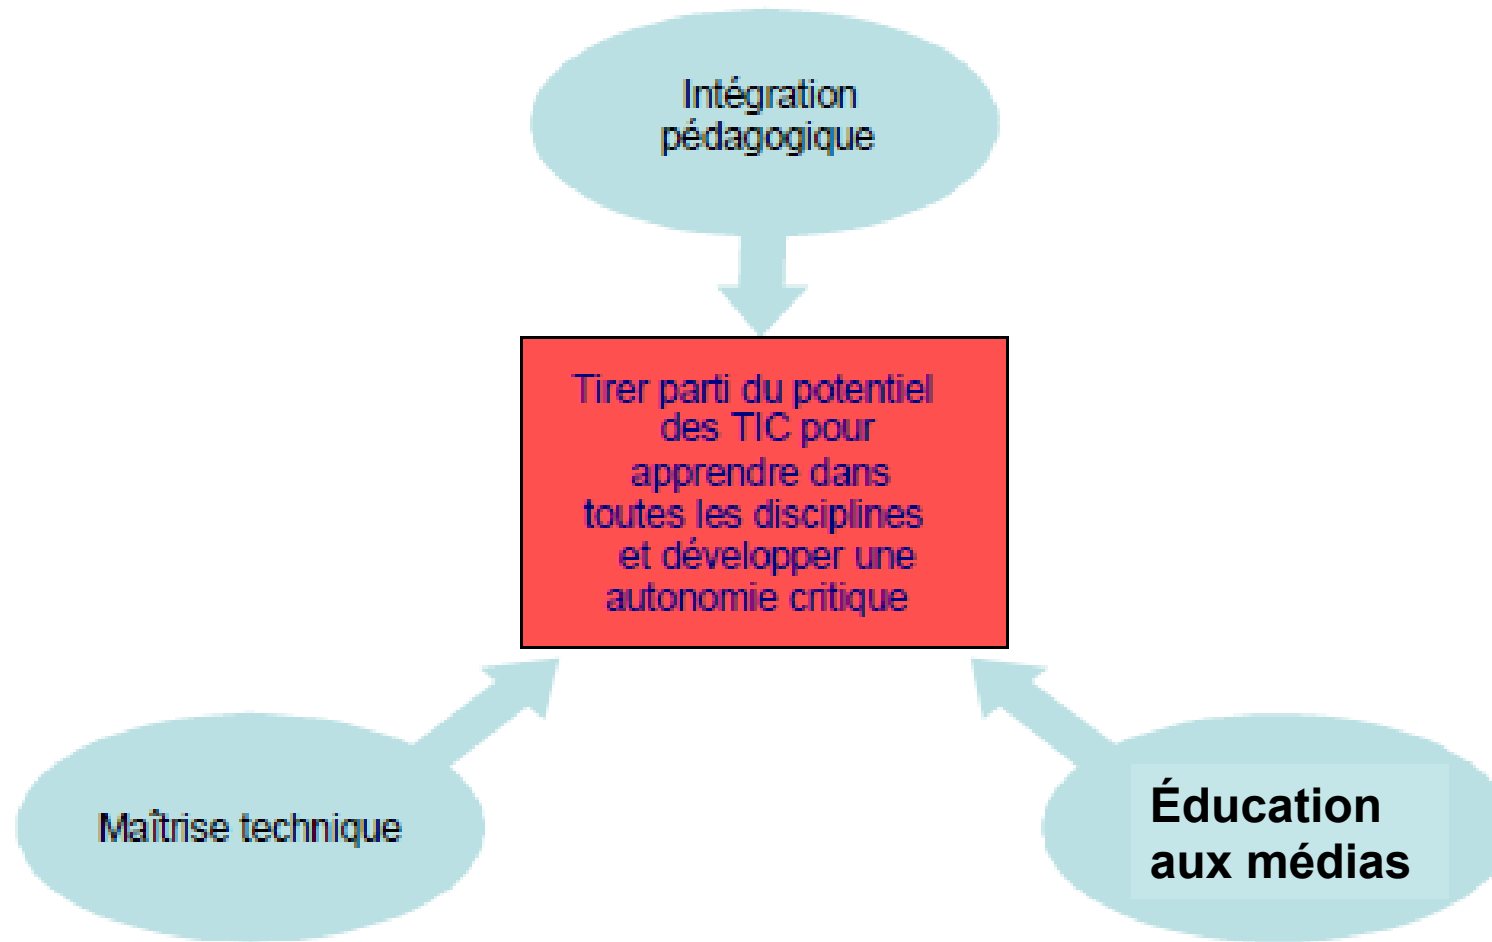 Intégration
pédagogique
Tirer parti du potentiel
des TIC pour
apprendre dans
toutes les disciplines
et développer une
autonomie critique
Maîtrise technique
Éducation
aux médias